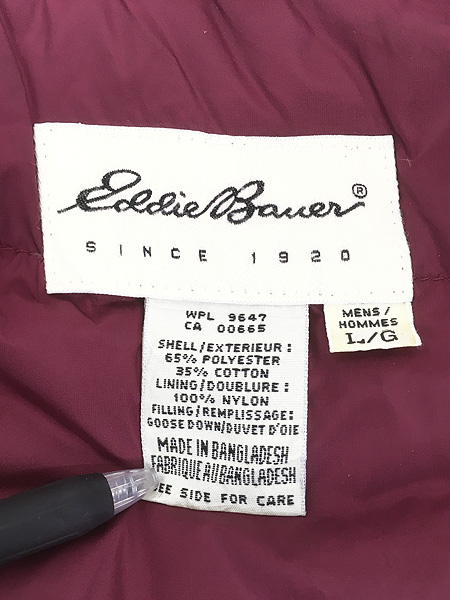 Eddie Bauer®
SINCE 1920
MENS/
HOMMES
L/G
WPL 9647
CA 00665
SHELL/EXTERIEUR:
65% POLYESTER
35% COTTON
LINING/DOUBLURE:
100% NYLON
FILLING/REMPLISSAGE:
GOOSE DOWN/DUVET D'OIE
MADE IN BANGLADESH
FABRIQUE AU BANGLADESH
SEE SIDE FOR CARE